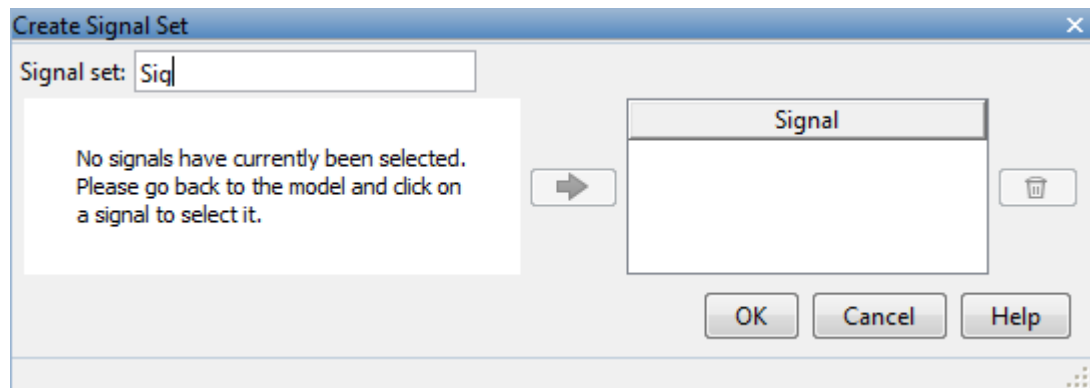 Create Signal Set
Signal set: Sig
Signal
No signals have currently been selected.
Please go back to the model and click on
a signal to select it.
OK Cancel Help